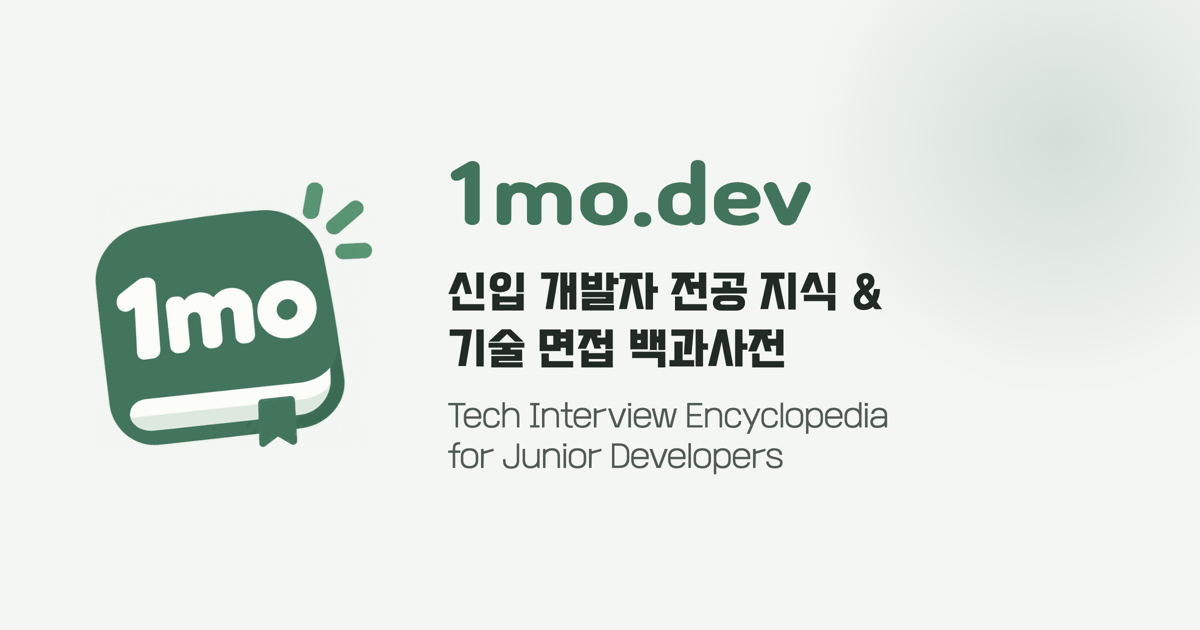 1mo
1mo.dev
신입 개발자 전공 지식 &
기술 면접 백과사전
Tech Interview Encyclopedia
for Junior Developers